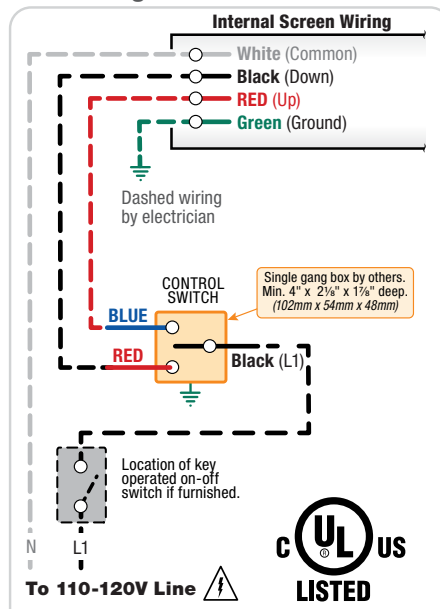 Internal Screen Wiring
White (Common)
Black (Down)
RED (Up)
Green (Ground)
Dashed wiring
by electrician
CONTROL
SWITCH
Single gang box by others.
Min. 4" x 2⅛" x 1⅞" deep.
(102mm x 54mm x 48mm)
BLUE
RED
Black (L1)
Location of key
operated on-off
switch if furnished.
N L1
To 110-120V Line
C UL US
®
LISTED